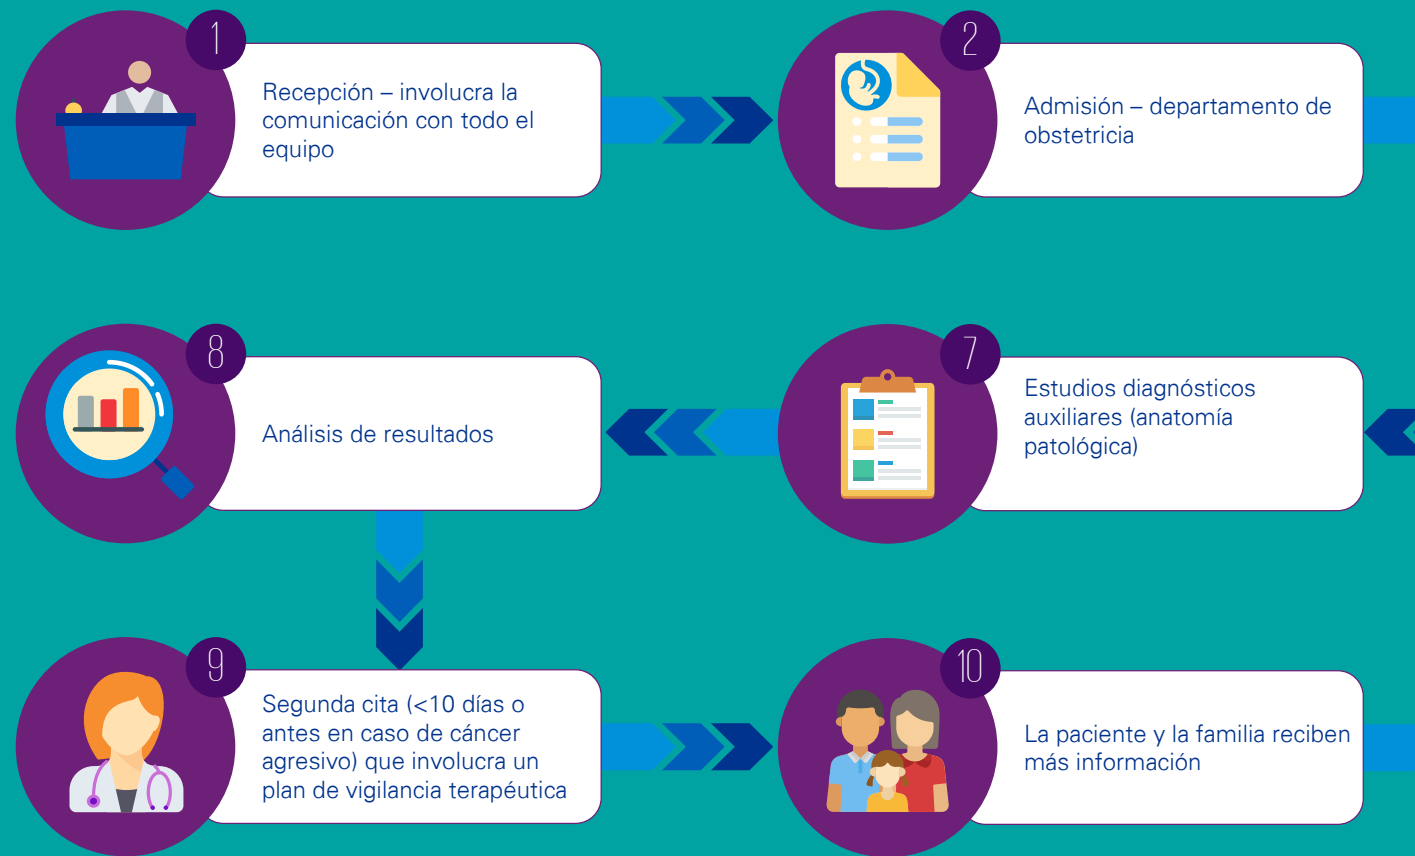 1
Recepción – involucra la
comunicación con todo el
equipo
2
Admisión – departamento de
obstetricia
8
Análisis de resultados
7
Estudios diagnósticos
auxiliares (anatomía
patológica)
9
Segunda cita (<10 días o
antes en caso de cáncer
agresivo) que involucra un
plan de vigilancia terapéutica
10
La paciente y la familia reciben
más información